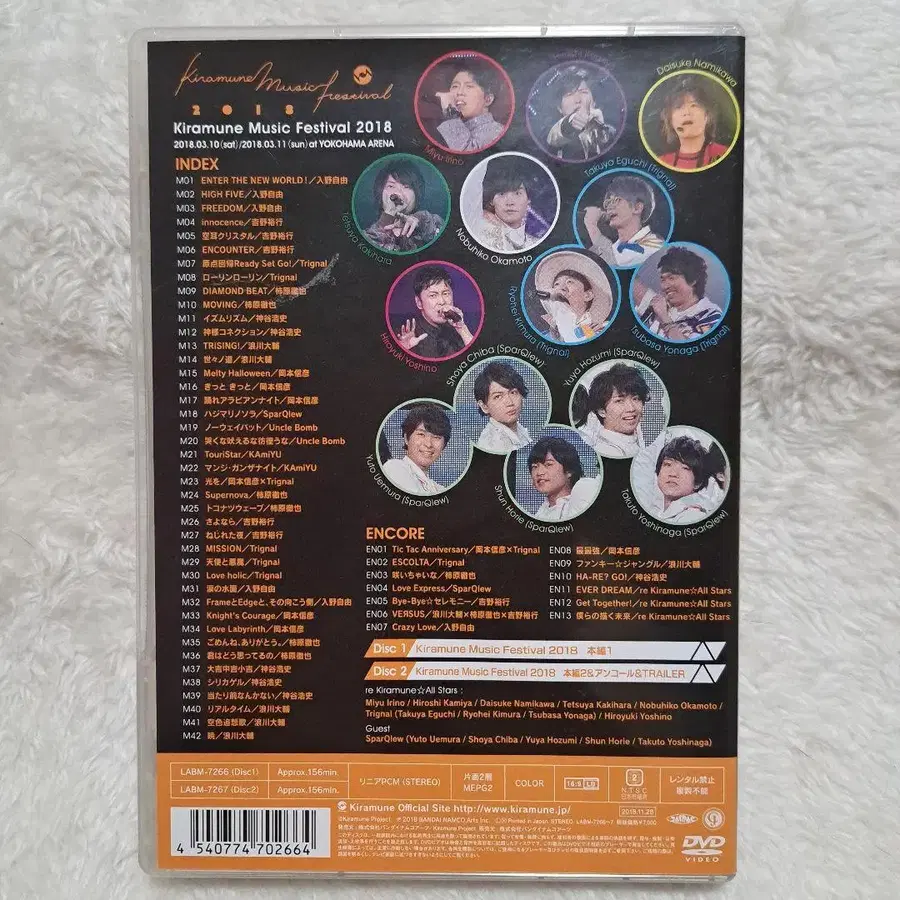 Kiramune Music Festival
2018
Kiramune Music Festival 2018
2018.03.10(sat)/2018.03.11(sun) at YOKOHAMA ARENA
INDEX
M01 ENTER THE NEW WORLD!／入野自由
M02 HIGH FIVE／入野自由
M03 FREEDOM／入野自由
M04 innocence／吉野裕行
M05 空耳クリスタル／吉野裕行
M06 ENCOUNTER／吉野裕行
M07 原点回帰Ready Set Go!／Trignal
M08 ローリンローリン／Trignal
M09 DIAMOND BEAT／柿原徹也
M10 MOVING／柿原徹也
M11 イズムリズム／神谷浩史
M12 神様コネクション／神谷浩史
M13 TRISING!／浪川大輔
M14 世々ノ道／浪川大輔
M15 Melty Halloween／岡本信彦
M16 きっと きっと／岡本信彦
M17 踊れアラビアンナイト／岡本信彦
M18 ハジマリノソラ／SparQlew
M19 ノーウェイバット／Uncle Bomb
M20 哭くな吠えるな彷徨うな／Uncle Bomb
M21 TouriStar／KAmiYU
M22 マンジ・ガンザナイト／KAmiYU
M23 光を／岡本信彦×Trignal
M24 Supernova／柿原徹也
M25 トコナツウェーブ／柿原徹也
M26 さよなら／吉野裕行
M27 ねじれた夜／吉野裕行
M28 MISSION／Trignal
M29 天使と悪魔／Trignal
M30 Love holic／Trignal
M31 涙の水面／入野自由
M32 FrameとEdgeと、その向こう側／入野自由
M33 Knight's Courage／岡本信彦
M34 Love Labyrinth／岡本信彦
M35 ごめんね。ありがとう。／柿原徹也
M36 君はどう思ってるの／柿原徹也
M37 大吉中吉小吉／神谷浩史
M38 シリカゲル／神谷浩史
M39 当たり前なんかない／神谷浩史
M40 リアルタイム／浪川大輔
M41 空色追想歌／浪川大輔
M42 暁／浪川大輔
Miyu Irino
Daisuke Namikawa
Tetsuya Kakihara
Nobuhiko Okamoto
Takuya Eguchi (Trignal)
Hiroyuki Yoshino
Ryohei Kimura (Trignal)
Tsubasa Yonaga (Trignal)
Shoya Chiba (SparQlew)
Yuya Hozumi (SparQlew)
Yuto Uemura (SparQlew)
Shun Horie (SparQlew)
Takuto Yoshinaga (SparQlew)
ENCORE
EN01 Tic Tac Anniversary／岡本信彦×Trignal
EN02 ESCOLTA／Trignal
EN03 咲いちゃいな／柿原徹也
EN04 Love Express／SparQlew
EN05 Bye-Bye☆セレモニー／吉野裕行
EN06 VERSUS／浪川大輔×柿原徹也×吉野裕行
EN07 Crazy Love／入野自由
EN08 最最強／岡本信彦
EN09 ファンキー☆ジャングル／浪川大輔
EN10 HA-RE? GO!／神谷浩史
EN11 EVER DREAM／re Kiramune☆All Stars
EN12 Get Together!／re Kiramune☆All Stars
EN13 僕らの描く未来／re Kiramune☆All Stars
Disc 1 Kiramune Music Festival 2018 本編1
Disc 2 Kiramune Music Festival 2018 本編2&アンコール&TRAILER
re Kiramune☆All Stars :
Miyu Irino / Hiroshi Kamiya / Daisuke Namikawa / Tetsuya Kakihara / Nobuhiko Okamoto /
Trignal (Takuya Eguchi / Ryohei Kimura / Tsubasa Yonaga) / Hiroyuki Yoshino
Guest
SparQlew (Yuto Uemura / Shoya Chiba / Yuya Hozumi / Shun Horie / Takuto Yoshinaga)
LABM-7266 (Disc1) Approx.156min.
LABM-7267 (Disc2) Approx.156min.
リニアPCM (STEREO)
片面2層
MEPG2
COLOR
16:9 LB
2
NTSC
日本市場向
レンタル禁止
複製不能
Kiramune Official Site http://www.kiramune.jp/
2018.11.28
4 540774 702664
DVD
VIDEO